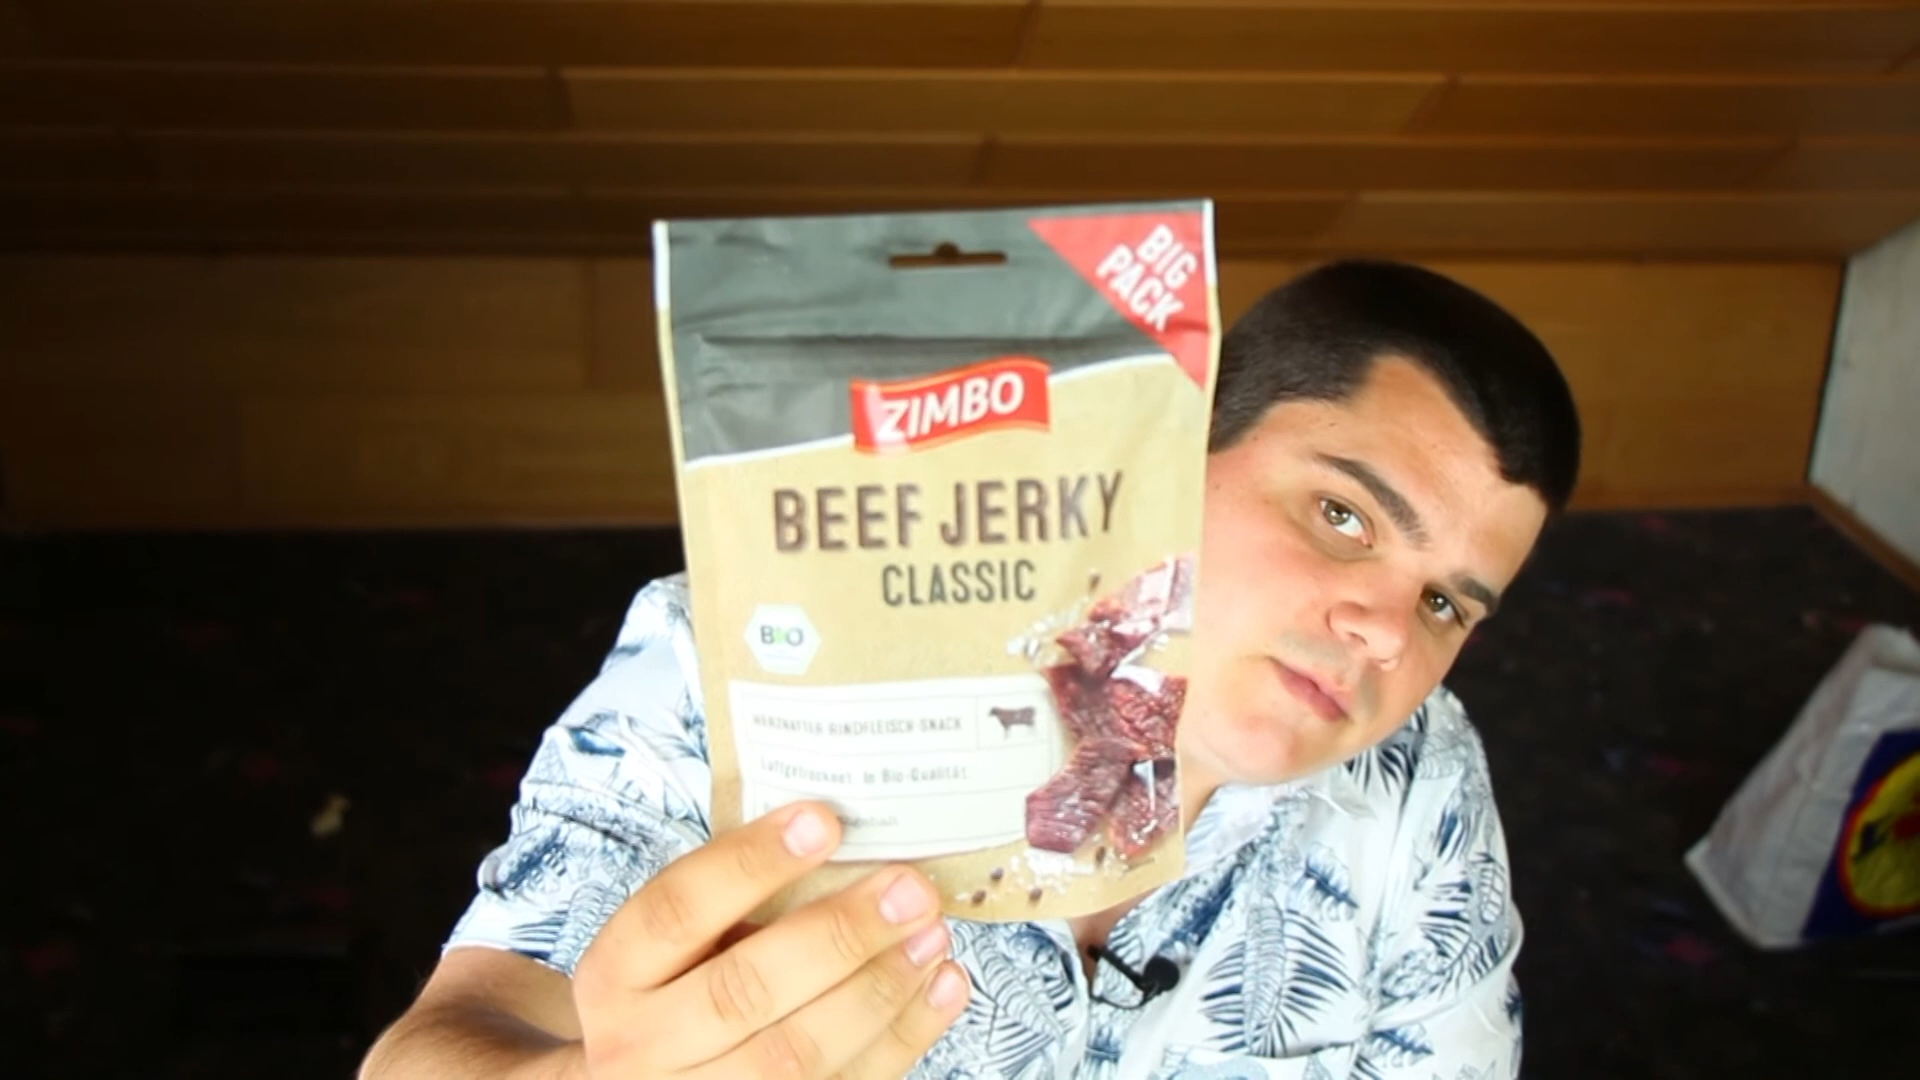 BIG
PACK
ZIMBO
BEEF JERKY
CLASSIC
BIO
HERZHAFTER RINDFLEISCH-SNACK
Luftgetrocknet in Bio-Qualität